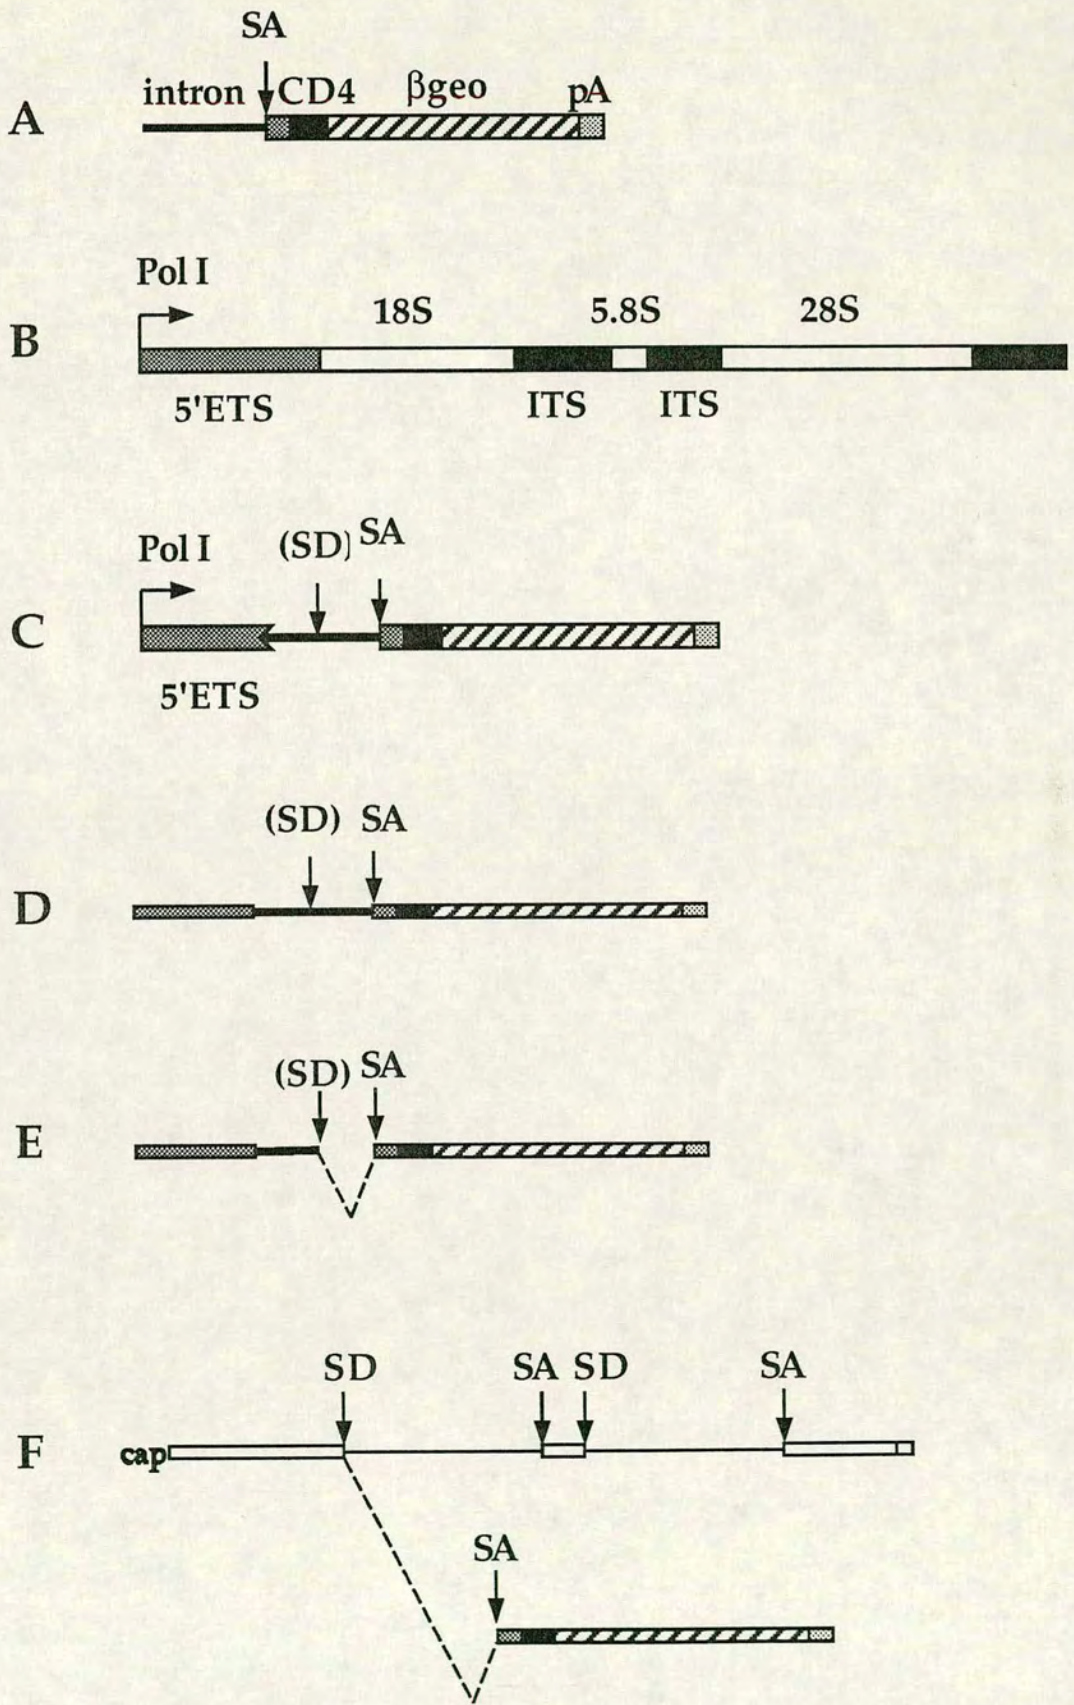 SA
intron CD4 βgeo pA
A
Pol I
18S 5.8S 28S
B
5'ETS ITS ITS
Pol I (SD) SA
C
5'ETS
(SD) SA
D
(SD) SA
E
SD SA SD SA
F cap
SA